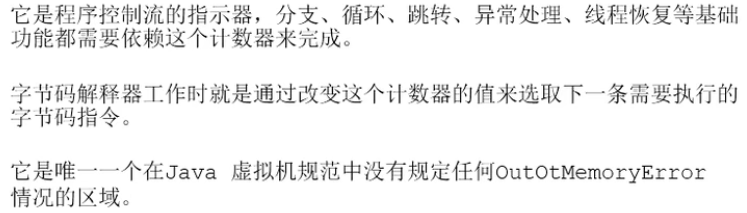 它是程序控制流的指示器，分支、循环、跳转、异常处理、线程恢复等基础
功能都需要依赖这个计数器来完成。
字节码解释器工作时就是通过改变这个计数器的值来选取下一条需要执行的
字节码指令。
它是唯一一个在Java 虚拟机规范中没有规定任何OutOtMemoryError
情况的区域。